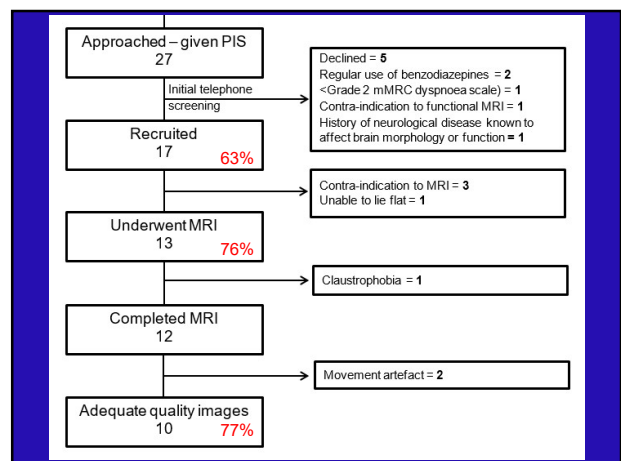 Approached – given PIS
27
Declined = 5
Regular use of benzodiazepines = 2
<Grade 2 mMRC dyspnoea scale) = 1
Contra-indication to functional MRI = 1
History of neurological disease known to
affect brain morphology or function = 1
Initial telephone
screening
Recruited
17
63%
Contra-indication to MRI = 3
Unable to lie flat = 1
Underwent MRI
13
76%
Claustrophobia = 1
Completed MRI
12
Movement artefact = 2
Adequate quality images
10
77%